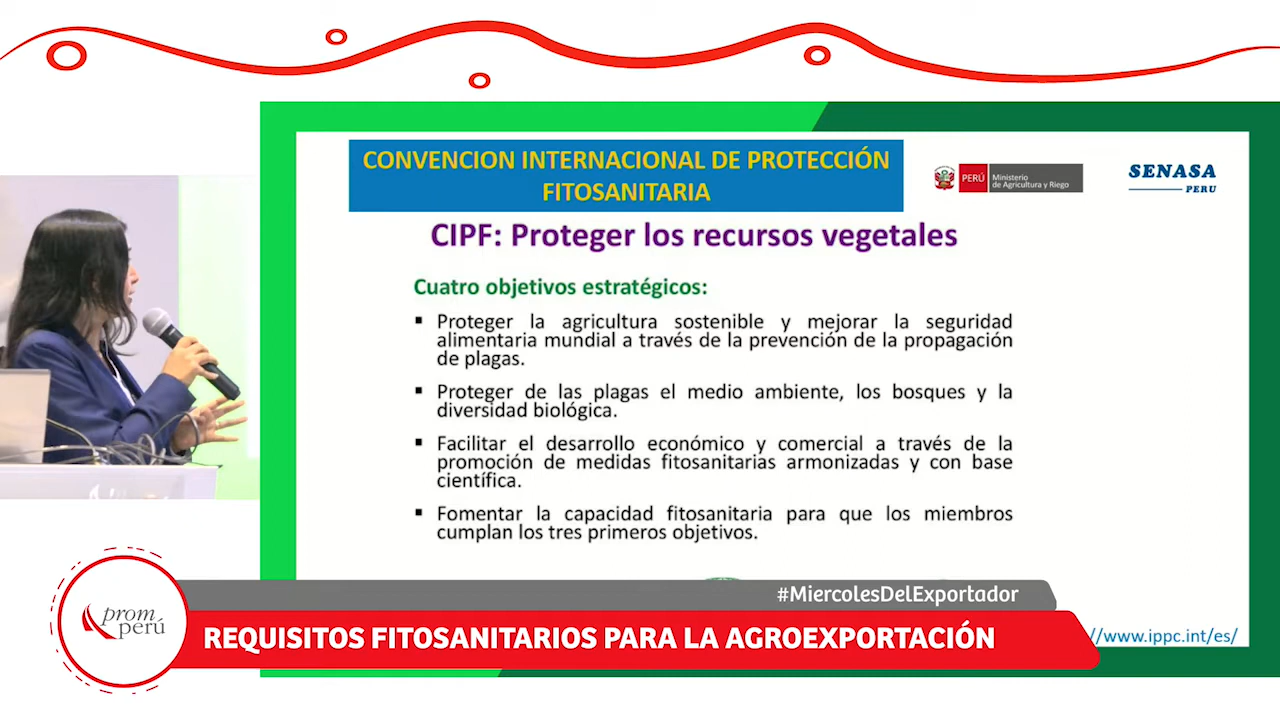 CONVENCION INTERNACIONAL DE PROTECCIÓN
FITOSANITARIA
PERÚ
Ministerio
de Agricultura y Riego
SENASA
PERU
CIPF: Proteger los recursos vegetales
Cuatro objetivos estratégicos:
▪ Proteger la agricultura sostenible y mejorar la seguridad
alimentaria mundial a través de la prevención de la propagación
de plagas.
▪ Proteger de las plagas el medio ambiente, los bosques y la
diversidad biológica.
▪ Facilitar el desarrollo económico y comercial a través de la
promoción de medidas fitosanitarias armonizadas y con base
científica.
▪ Fomentar la capacidad fitosanitaria para que los miembros
cumplan los tres primeros objetivos.
#MiercolesDelExportador
prom
perú
REQUISITOS FITOSANITARIOS PARA LA AGROEXPORTACIÓN
//www.ippc.int/es/